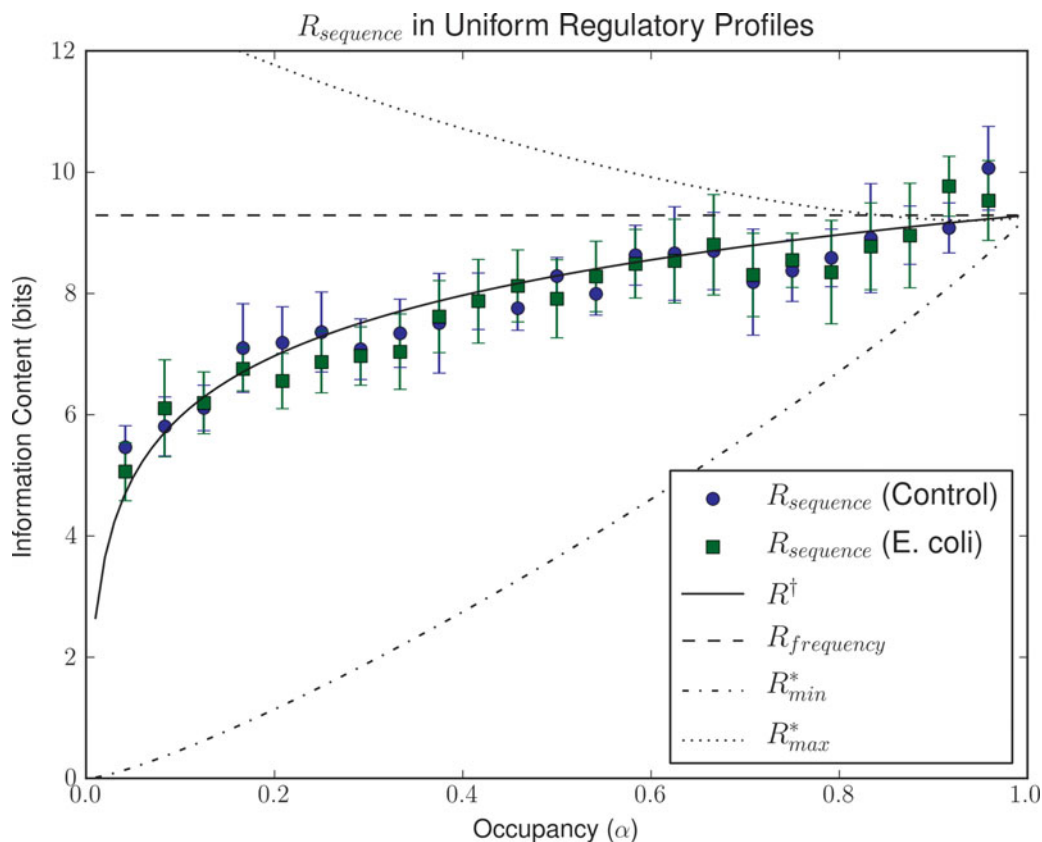 R_sequence in Uniform Regulatory Profiles
12
10
8
6
4
2
0
Information Content (bits)
R_sequence (Control)
R_sequence (E. coli)
R†
R_frequency
R*_min
R*_max
0.0 0.2 0.4 0.6 0.8 1.0
Occupancy (α)